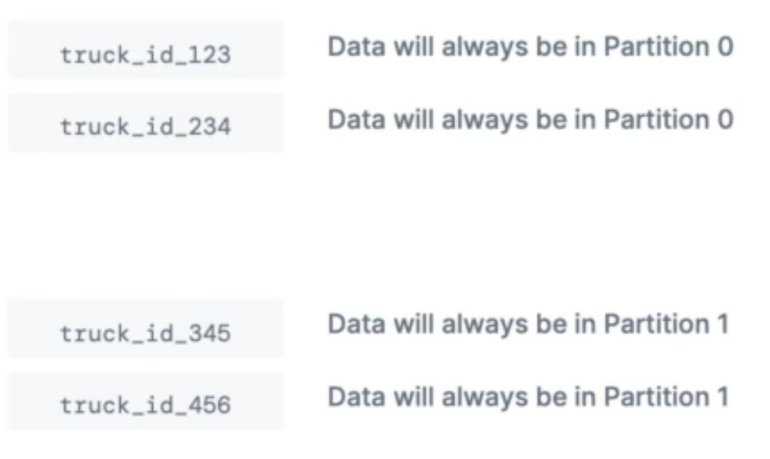 truck_id_123 Data will always be in Partition 0
truck_id_234 Data will always be in Partition 0
truck_id_345 Data will always be in Partition 1
truck_id_456 Data will always be in Partition 1